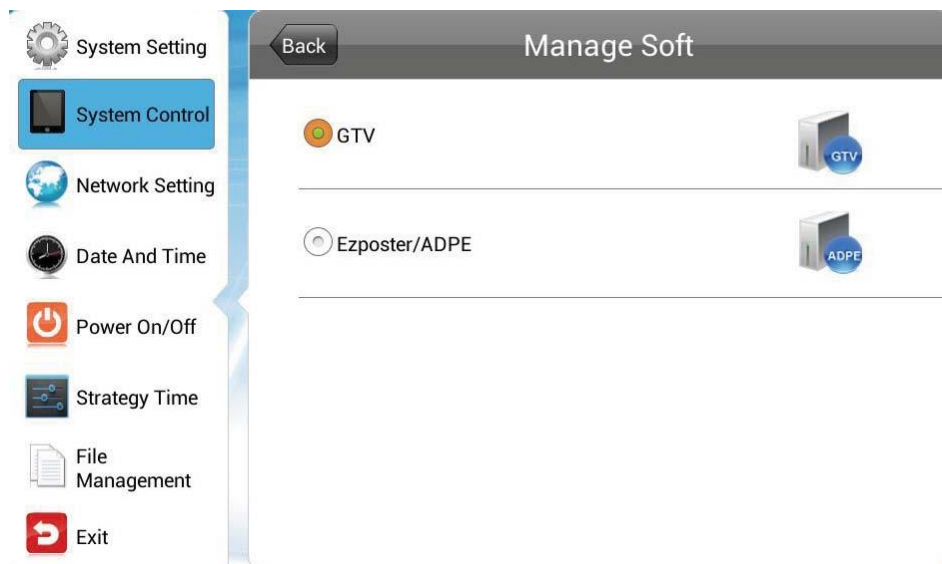 System Setting
System Control
Network Setting
Date And Time
Power On/Off
Strategy Time
File
Management
Exit
Back
Manage Soft
GTV
GTV
Ezposter/ADPE
ADPE